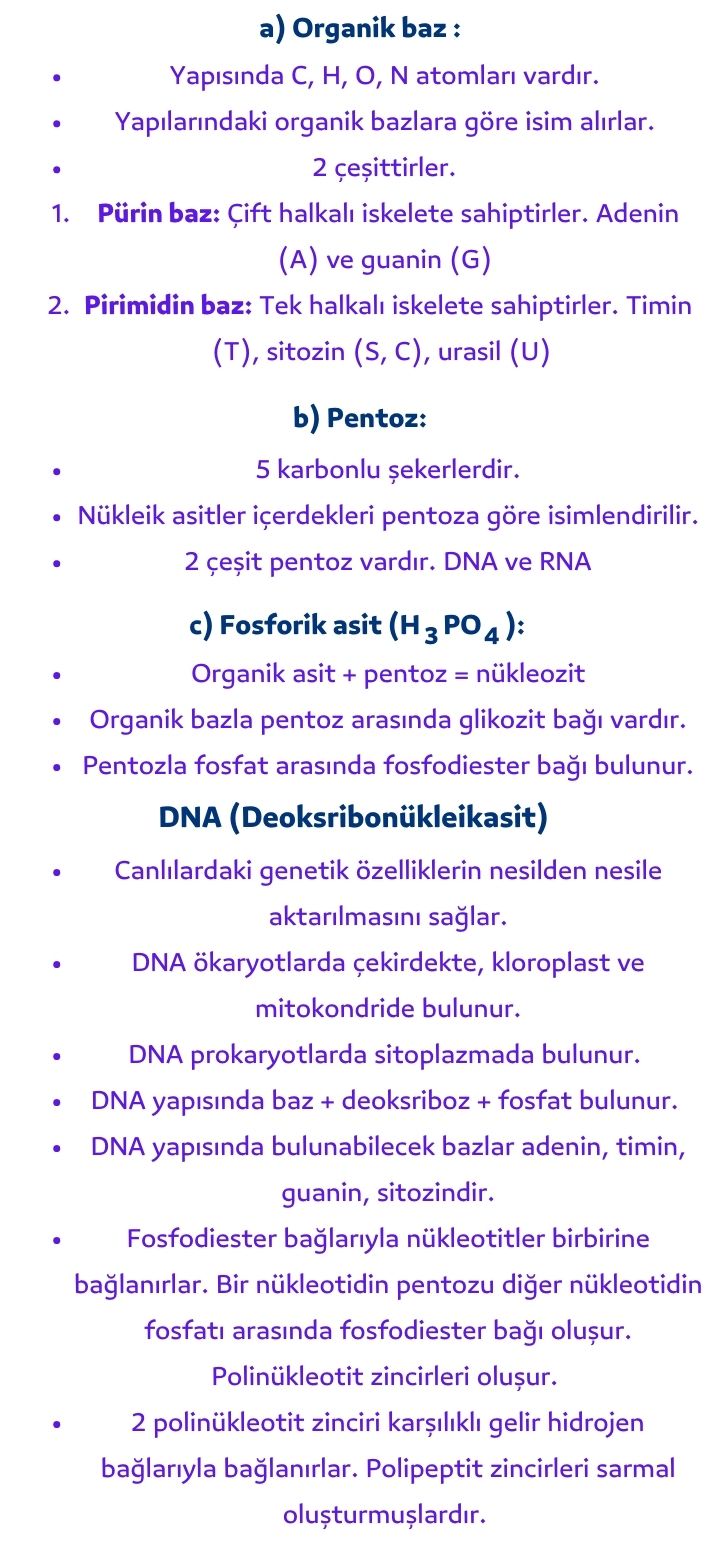 a) Organik baz :
• Yapısında C, H, O, N atomları vardır.
• Yapılarındaki organik bazlara göre isim alırlar.
• 2 çeşittirler.
1. Pürin baz: Çift halkalı iskelete sahiptirler. Adenin
(A) ve guanin (G)
2. Pirimidin baz: Tek halkalı iskelete sahiptirler. Timin
(T), sitozin (S, C), urasil (U)
b) Pentoz:
• 5 karbonlu şekerlerdir.
• Nükleik asitler içerdekleri pentoza göre isimlendirilir.
• 2 çeşit pentoz vardır. DNA ve RNA
c) Fosforik asit (H₃PO₄):
• Organik asit + pentoz = nükleozit
• Organik bazla pentoz arasında glikozit bağı vardır.
• Pentozla fosfat arasında fosfodiester bağı bulunur.
DNA (Deoksribonükleikasit)
• Canlılardaki genetik özelliklerin nesilden nesile
aktarılmasını sağlar.
• DNA ökaryotlarda çekirdekte, kloroplast ve
mitokondride bulunur.
• DNA prokaryotlarda sitoplazmada bulunur.
• DNA yapısında baz + deoksriboz + fosfat bulunur.
• DNA yapısında bulunabilecek bazlar adenin, timin,
guanin, sitozindir.
• Fosfodiester bağlarıyla nükleotitler birbirine
bağlanırlar. Bir nükleotidin pentozu diğer nükleotidin
fosfatı arasında fosfodiester bağı oluşur.
Polinükleotit zincirleri oluşur.
• 2 polinükleotit zinciri karşılıklı gelir hidrojen
bağlarıyla bağlanırlar. Polipeptit zincirleri sarmal
oluşturmuşlardır.